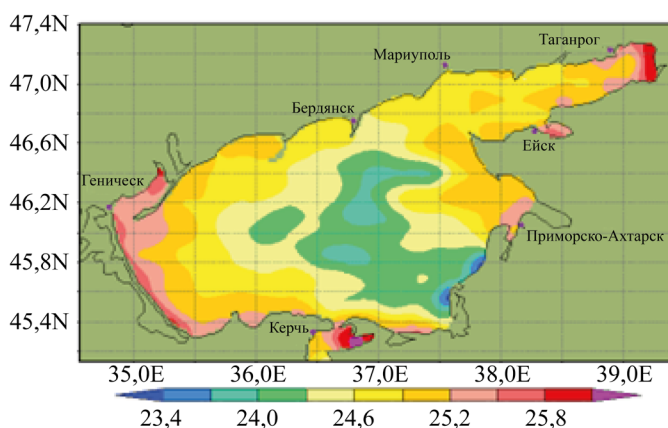 47,4N
Таганрог
Мариуполь
47,0N
Бердянск
46,6N
Ейск
Геническ
46,2N
Приморско-Ахтарск
45,8N
45,4N
Керчь
35,0E 36,0E 37,0E 38,0E 39,0E
23,4 24,0 24,6 25,2 25,8